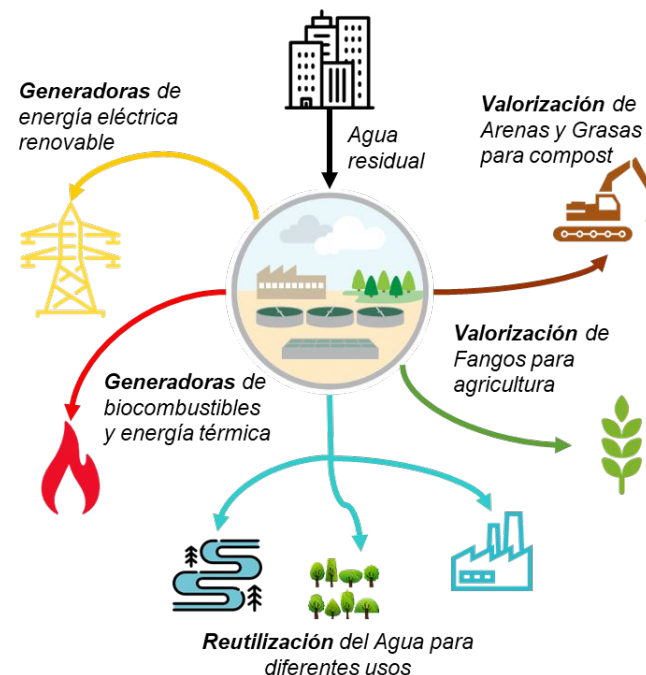 Generadoras de
energía eléctrica
renovable
Agua
residual
Valorización de
Arenas y Grasas
para compost
Generadoras de
biocombustibles
y energía térmica
Valorización de
Fangos para
agricultura
Reutilización del Agua para
diferentes usos